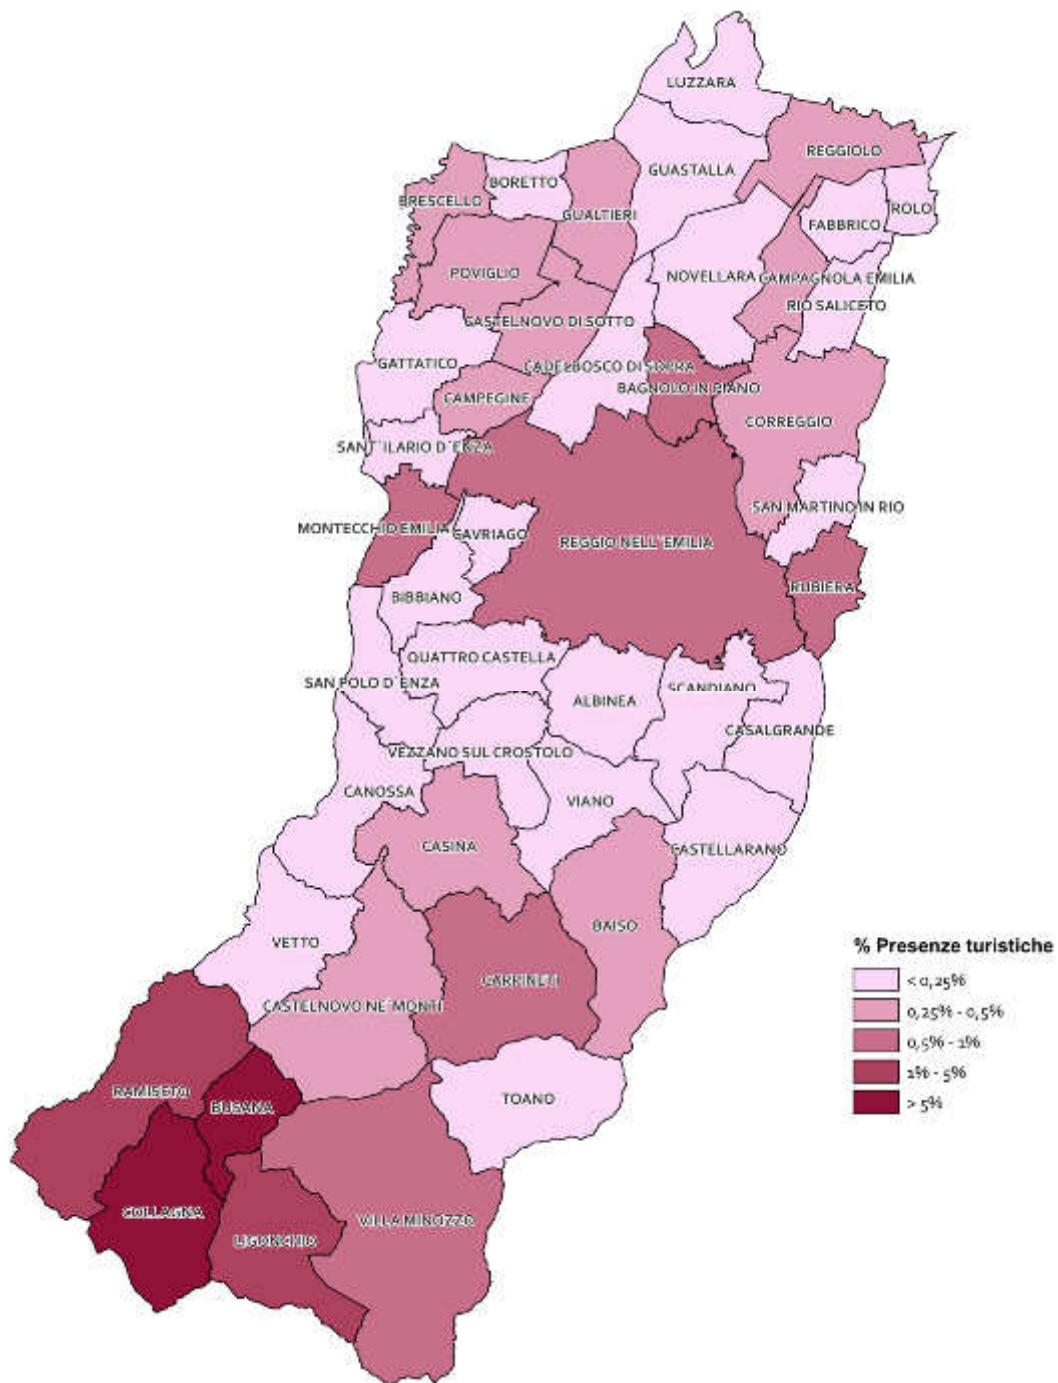 LUZZARA
REGGIOLO
GUASTALLA
BORETTO
BRESCELLO
GUALTIERI
ROLO
FABBRICO
POVIGLIO
NOVELLARA
CAMPAGNOLA EMILIA
RIO SALICETO
CASTELNOVO DI SOTTO
GATTATICO
CADELBOSCO DI SOPRA
BAGNOLO IN PIANO
CAMPEGINE
CORREGGIO
SANT'ILARIO D'ENZA
SAN MARTINO IN RIO
MONTECCHIO EMILIA
CAVRIAGO
REGGIO NELL'EMILIA
RUBIERA
BIBBIANO
QUATTRO CASTELLA
SAN POLO D'ENZA
SCANDIANO
ALBINEA
CASALGRANDE
VEZZANO SUL CROSTOLO
CANOSSA
VIANO
CASINA
CASTELLARANO
BAISO
VETTO
% Presenze turistiche
< 0,25%
0,25% - 0,5%
0,5% - 1%
1% - 5%
> 5%
CARPINETI
CASTELNOVO NE' MONTI
RAMISETO
BUSANA
TOANO
COLLAGNA
VILLA MINOZZO
LIGONCHIO